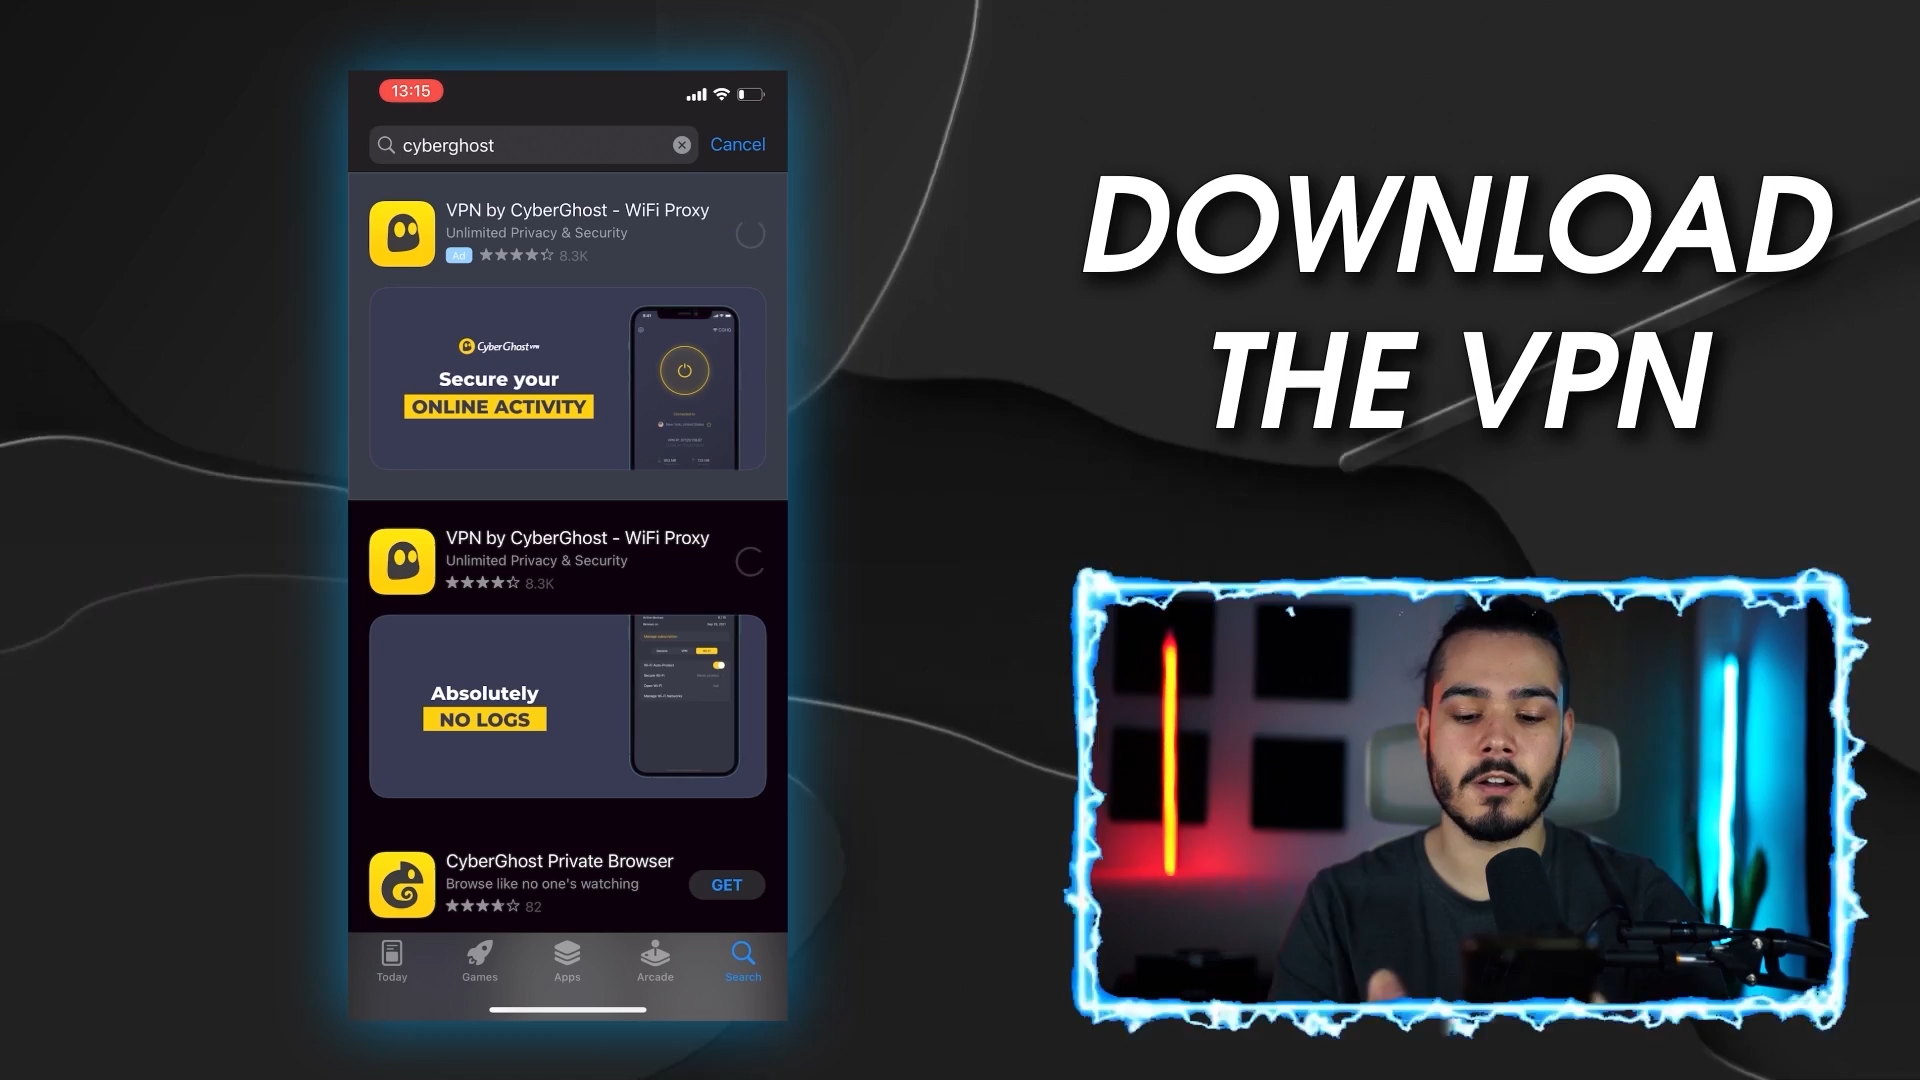 13:15
cyberghost
Cancel
VPN by CyberGhost - WiFi Proxy
Unlimited Privacy & Security
Ad
8.3K
CyberGhost VPN
Secure your
ONLINE ACTIVITY
VPN by CyberGhost - WiFi Proxy
Unlimited Privacy & Security
8.3K
Absolutely
NO LOGS
CyberGhost Private Browser
Browse like no one's watching
82
GET
Today
Games
Apps
Arcade
Search
DOWNLOAD
THE VPN